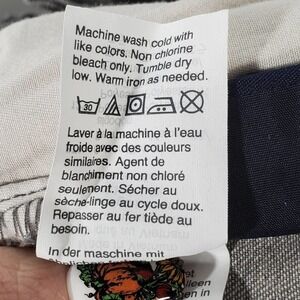 Machine wash cold with
like colors. Non chlorine
bleach only. Tumble dry
low. Warm iron as needed.
30
Laver à la machine à l'eau
froide avec des couleurs
similaires. Agent de
blanchiment non chloré
seulement. Sécher au
sèche-linge au cycle doux.
Repasser au fer tiède au
besoin.
In der maschine mit